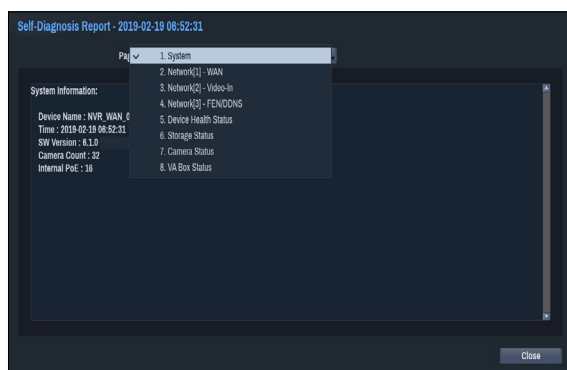 Self-Diagnosis Report - 2019-02-19 06:52:31
1. System
2. Network[1] - WAN
3. Network[2] - Video-In
4. Network[3] - FEN/DDNS
5. Device Health Status
6. Storage Status
7. Camera Status
8. VA Box Status
System Information:
Device Name : NVR_WAN_0
Time : 2019-02-19 06:52:31
SW Version : 6.1.0
Camera Count : 32
Internal PoE : 16
Close